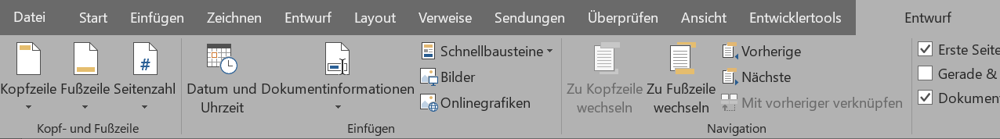 Datei Start Einfügen Zeichnen Entwurf Layout Verweise Sendungen Überprüfen Ansicht Entwicklertools Entwurf
Kopfzeile Fußzeile Seitenzahl
#
Kopf- und Fußzeile
Datum und Uhrzeit
Dokumentinformationen
Schnellbausteine
Bilder
Onlinegrafiken
Einfügen
Zu Kopfzeile wechseln
Zu Fußzeile wechseln
Vorherige
Nächste
Mit vorheriger verknüpfen
Navigation
Erste Seite
Gerade &
Dokument